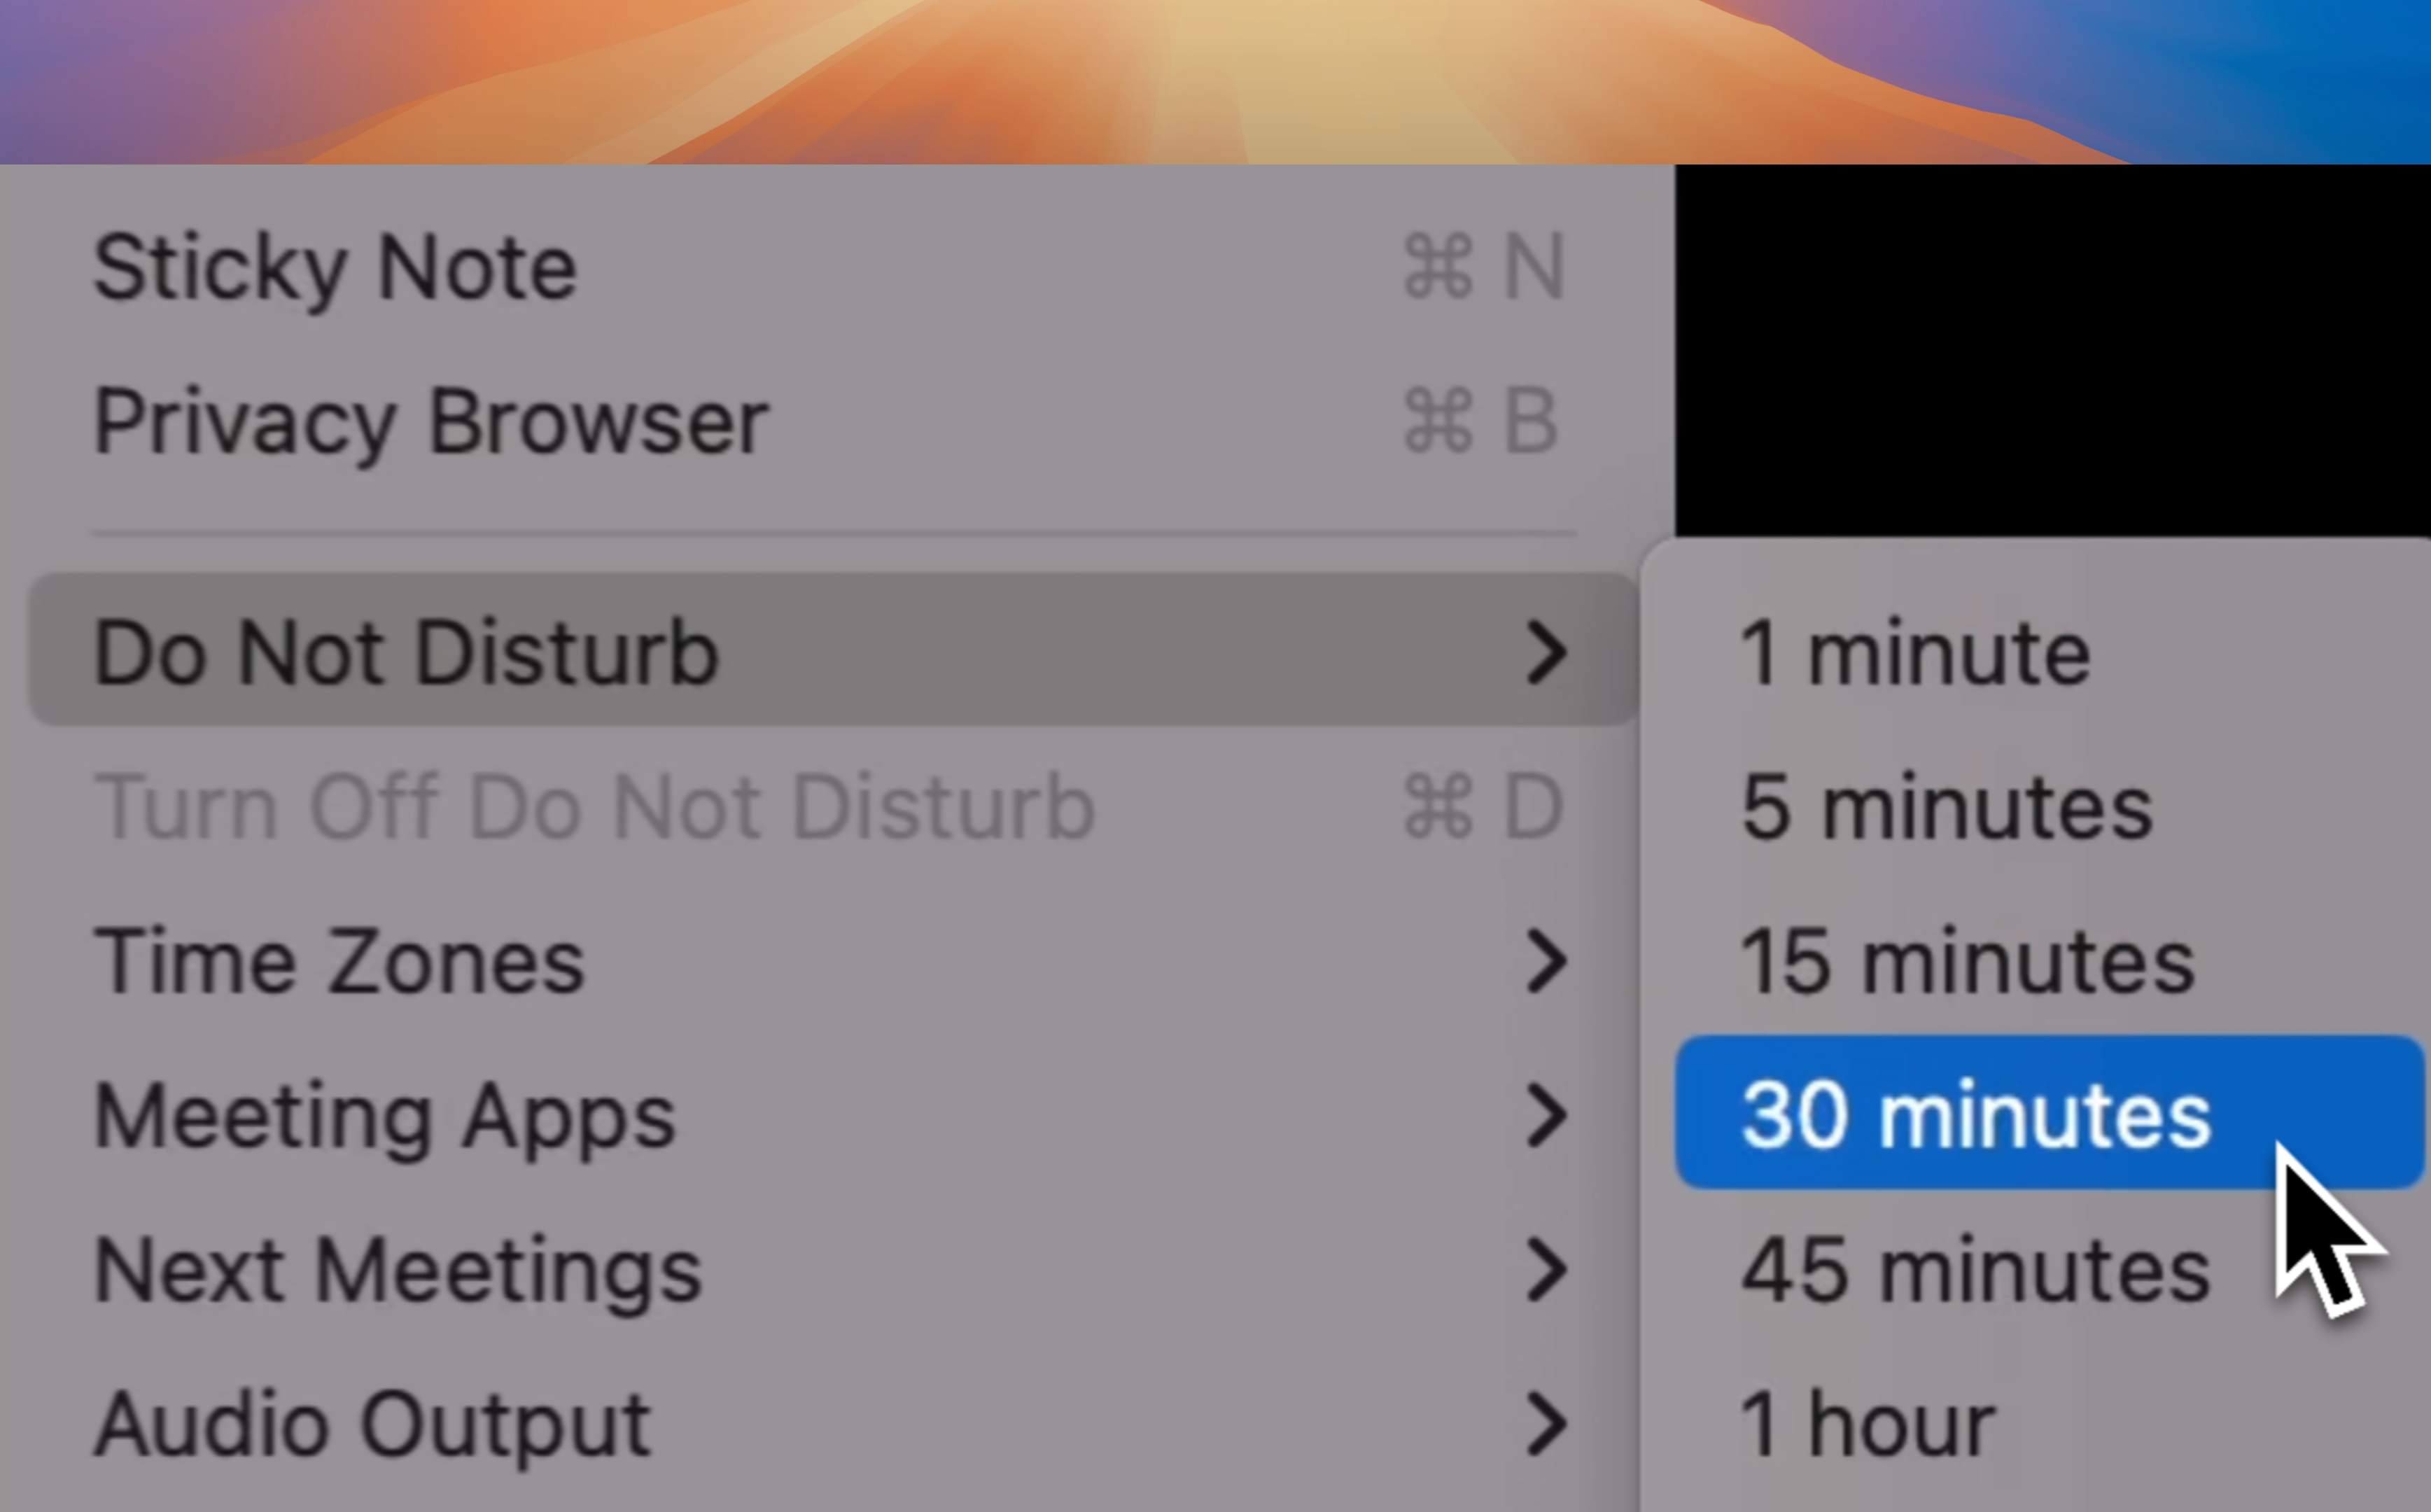 Sticky Note ⌘ N
Privacy Browser ⌘ B
Do Not Disturb
Turn Off Do Not Disturb ⌘ D
Time Zones
Meeting Apps
Next Meetings
Audio Output
1 minute
5 minutes
15 minutes
30 minutes
45 minutes
1 hour